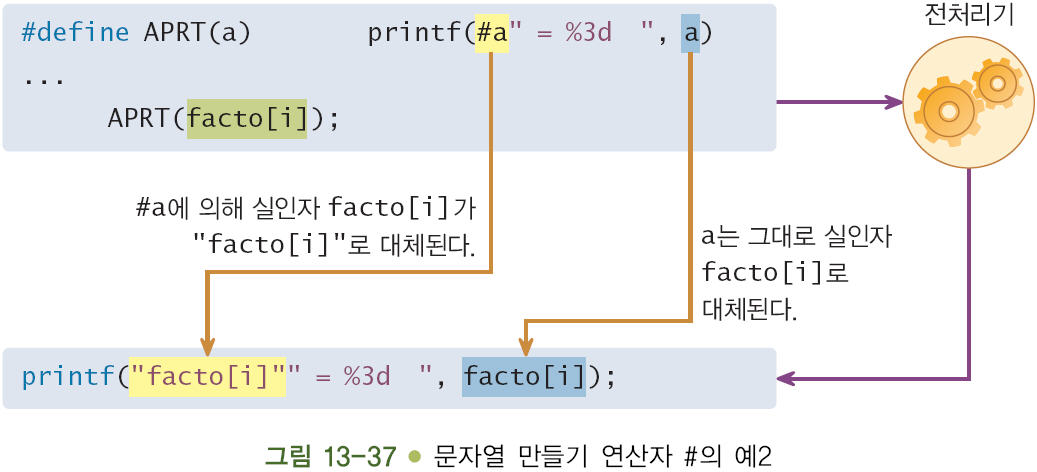 #define APRT(a)        printf(#a" = %3d  ", a)
...
APRT(facto[i]);
전처리기
#a에 의해 실인자 facto[i]가
"facto[i]"로 대체된다.
a는 그대로 실인자
facto[i]로
대체된다.
printf("facto[i]"" = %3d  ", facto[i]);
그림 13-37 ● 문자열 만들기 연산자 #의 예2